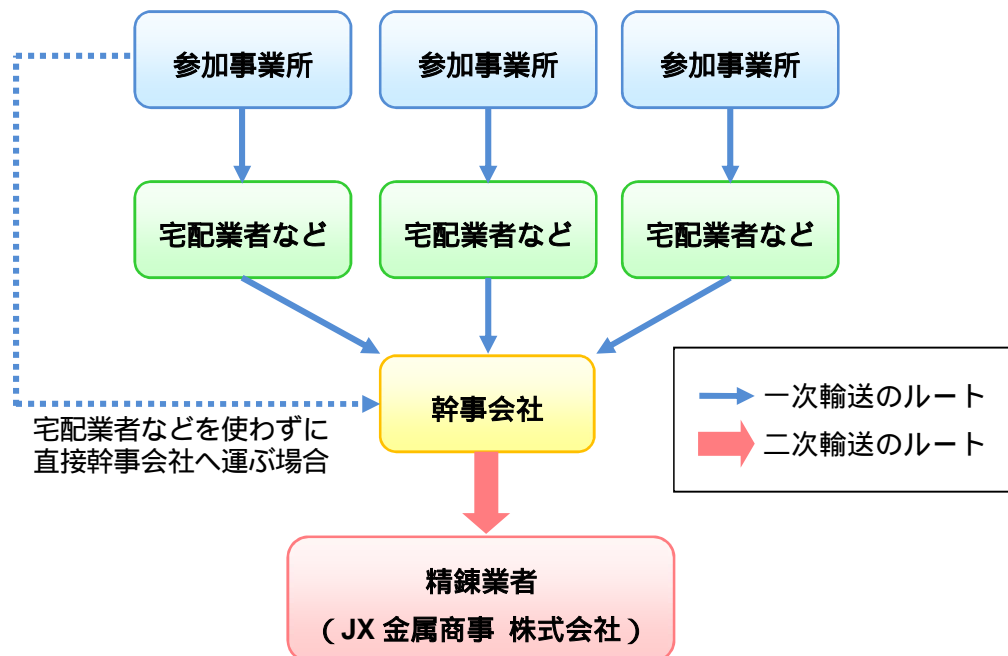 参加事業所
参加事業所
参加事業所
宅配業者など
宅配業者など
宅配業者など
幹事会社
宅配業者などを使わずに
直接幹事会社へ運ぶ場合
一次輸送のルート
二次輸送のルート
精錬業者
(JX 金属商事 株式会社)